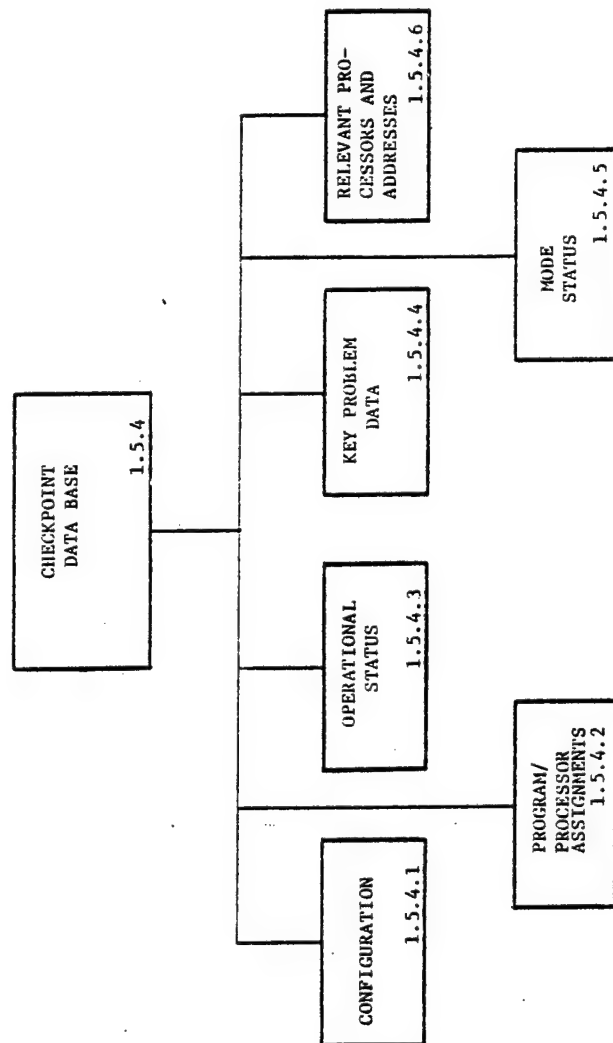 CHECKPOINT
DATA BASE
1.5.4
CONFIGURATION
1.5.4.1
PROGRAM/
PROCESSOR
ASSIGNMENTS
1.5.4.2
OPERATIONAL
STATUS
1.5.4.3
KEY PROBLEM
DATA
1.5.4.4
MODE
STATUS
1.5.4.5
RELEVANT PRO-
CESSORS AND
ADDRESSES
1.5.4.6